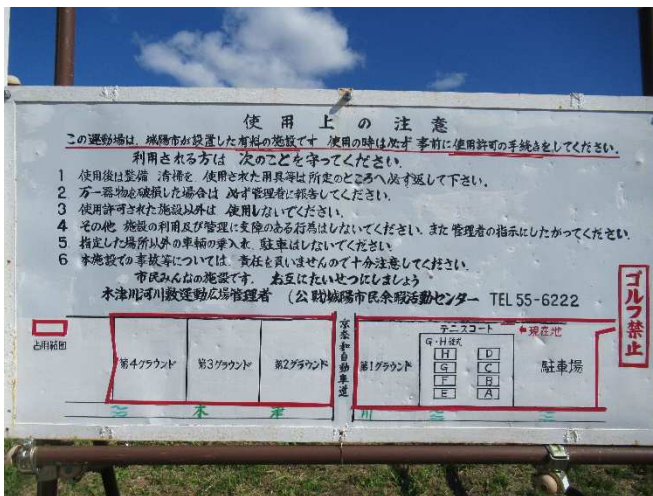 使用上の注意
この運動場は、城陽市が設置した有料の施設です 使用の時は必ず 事前に使用許可の手続きをしてください.
利用される方は 次のことを守ってください.
1 使用後は整備 清掃を 使用された用具等は所定のところへ必ず返して下さい.
2 万一器物を破損した場合は 必ず管理者に報告してください.
3 使用許可された施設以外は 使用しないでください.
4 その他 施設の利用及び管理に支障のある行為はしないでください. また管理者の指示にしたがってください.
5 指定した場所以外の車輌の乗入れ、駐車はしないでください.
6 本施設での事故等については、責任を負いませんので十分注意してください.
市民みんなの施設です. お互にたいせつにしましょう
木津川河川敷運動広場管理者 (公財)城陽市民余暇活動センター TEL 55-6222
ゴルフ禁止
占用範囲
第4グラウンド
第3グラウンド
第2グラウンド
京奈和自動車道
第1グラウンド
テニスコート
G・H砂入
H D
G C
F B
E A
←現在地
駐車場
木津川